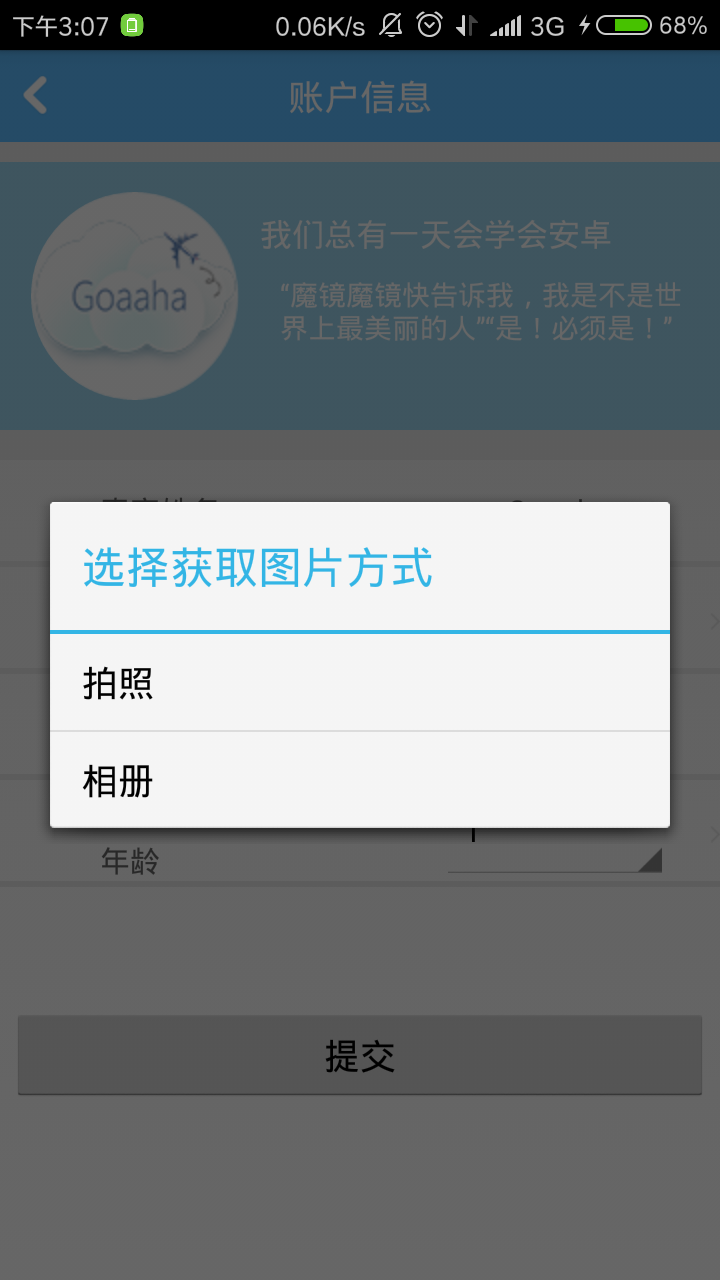 下午3:07 0.06K/s 3G 68%
账户信息
Goaaha
我们总有一天会学会安卓
“魔镜魔镜快告诉我，我是不是世
界上最美丽的人”“是！必须是！”
选择获取图片方式
拍照
相册
年龄
提交